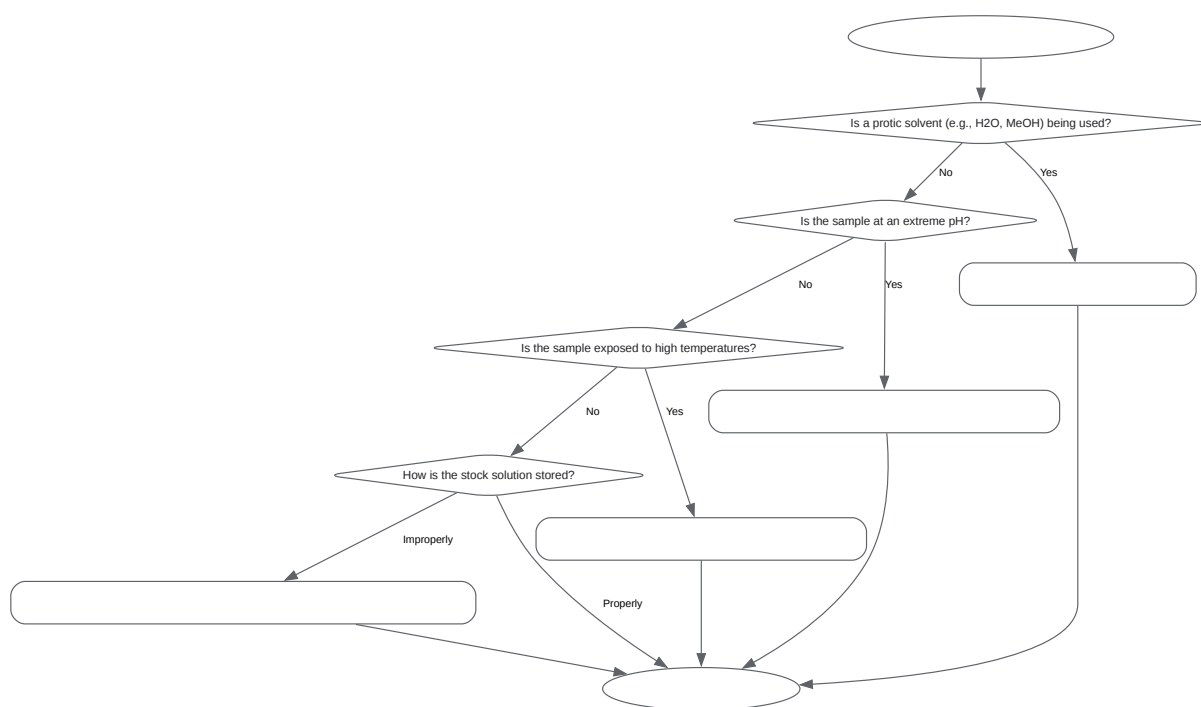 Is a protic solvent (e.g., H2O, MeOH) being used?
No
Yes
Is the sample at an extreme pH?
No
Yes
Is the sample exposed to high temperatures?
No
Yes
How is the stock solution stored?
Improperly
Properly